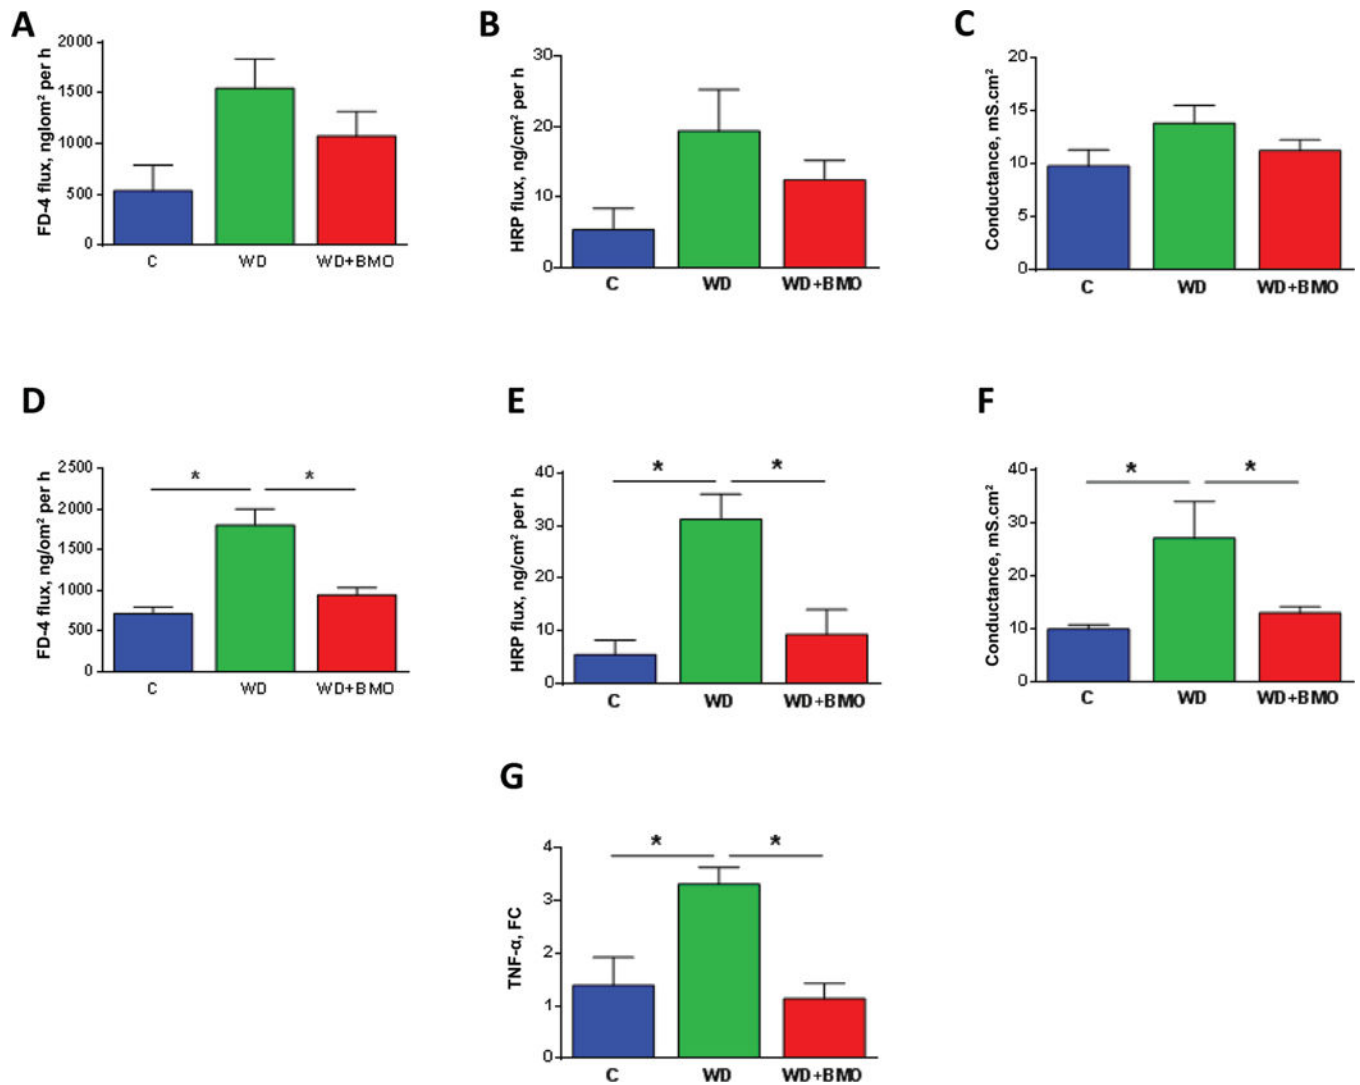 A
FD-4 flux, nglom² per h
2000
1500
1000
500
0
C WD WD+BMO
B
HRP flux, ng/cm² per h
30
20
10
0
C WD WD+BMO
C
Conductance, mS.cm²
20
15
10
5
0
C WD WD+BMO
D
FD-4 flux, ng/om² per h
2500
2000
1500
1000
500
0
* *
C WD WD+BMO
E
HRP flux, ng/cm² per h
40
30
20
10
0
* *
C WD WD+BMO
F
Conductance, mS.cm²
40
30
20
10
0
* *
C WD WD+BMO
G
TNF-α, FC
4
3
2
1
0
* *
C WD WD+BMO